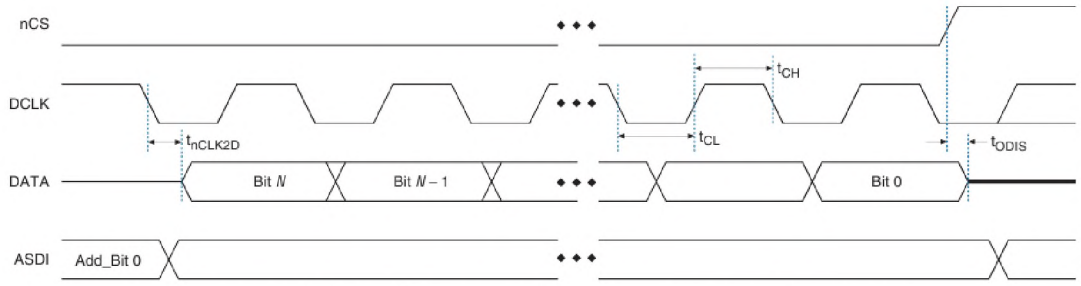 nCS
DCLK
tCH
tCL
tnCLK2D
tODIS
DATA
Bit N
Bit N – 1
Bit 0
ASDI
Add_Bit 0